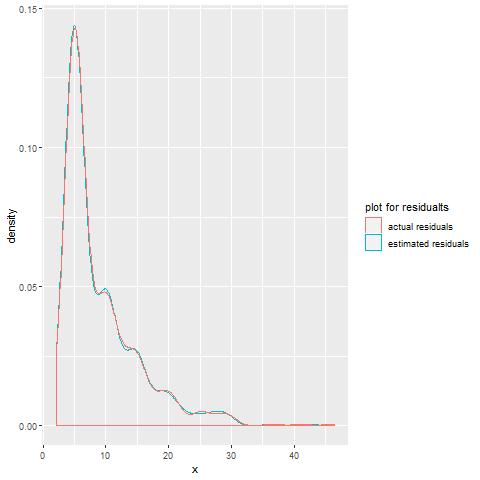 0.15
0.10
0.05
0.00
density
0
10
20
30
40
x
plot for residualts
actual residuals
estimated residuals